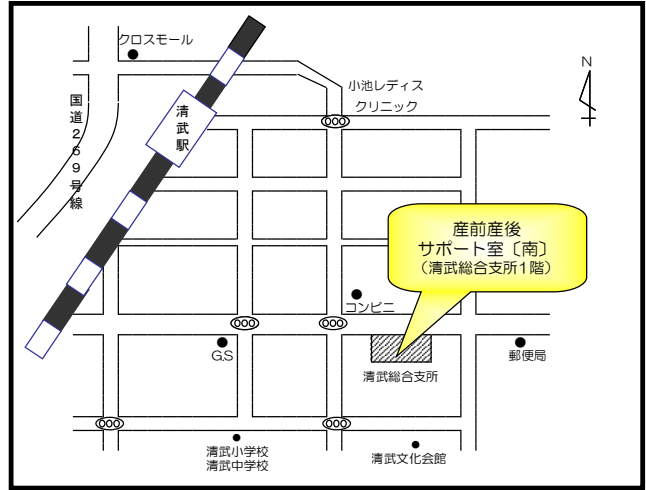 クロスモール
N
小池レディス
クリニック
国道269号線
清武駅
産前産後
サポート室〔南〕
（清武総合支所1階）
コンビニ
G.S
郵便局
清武総合支所
清武小学校
清武中学校
清武文化会館